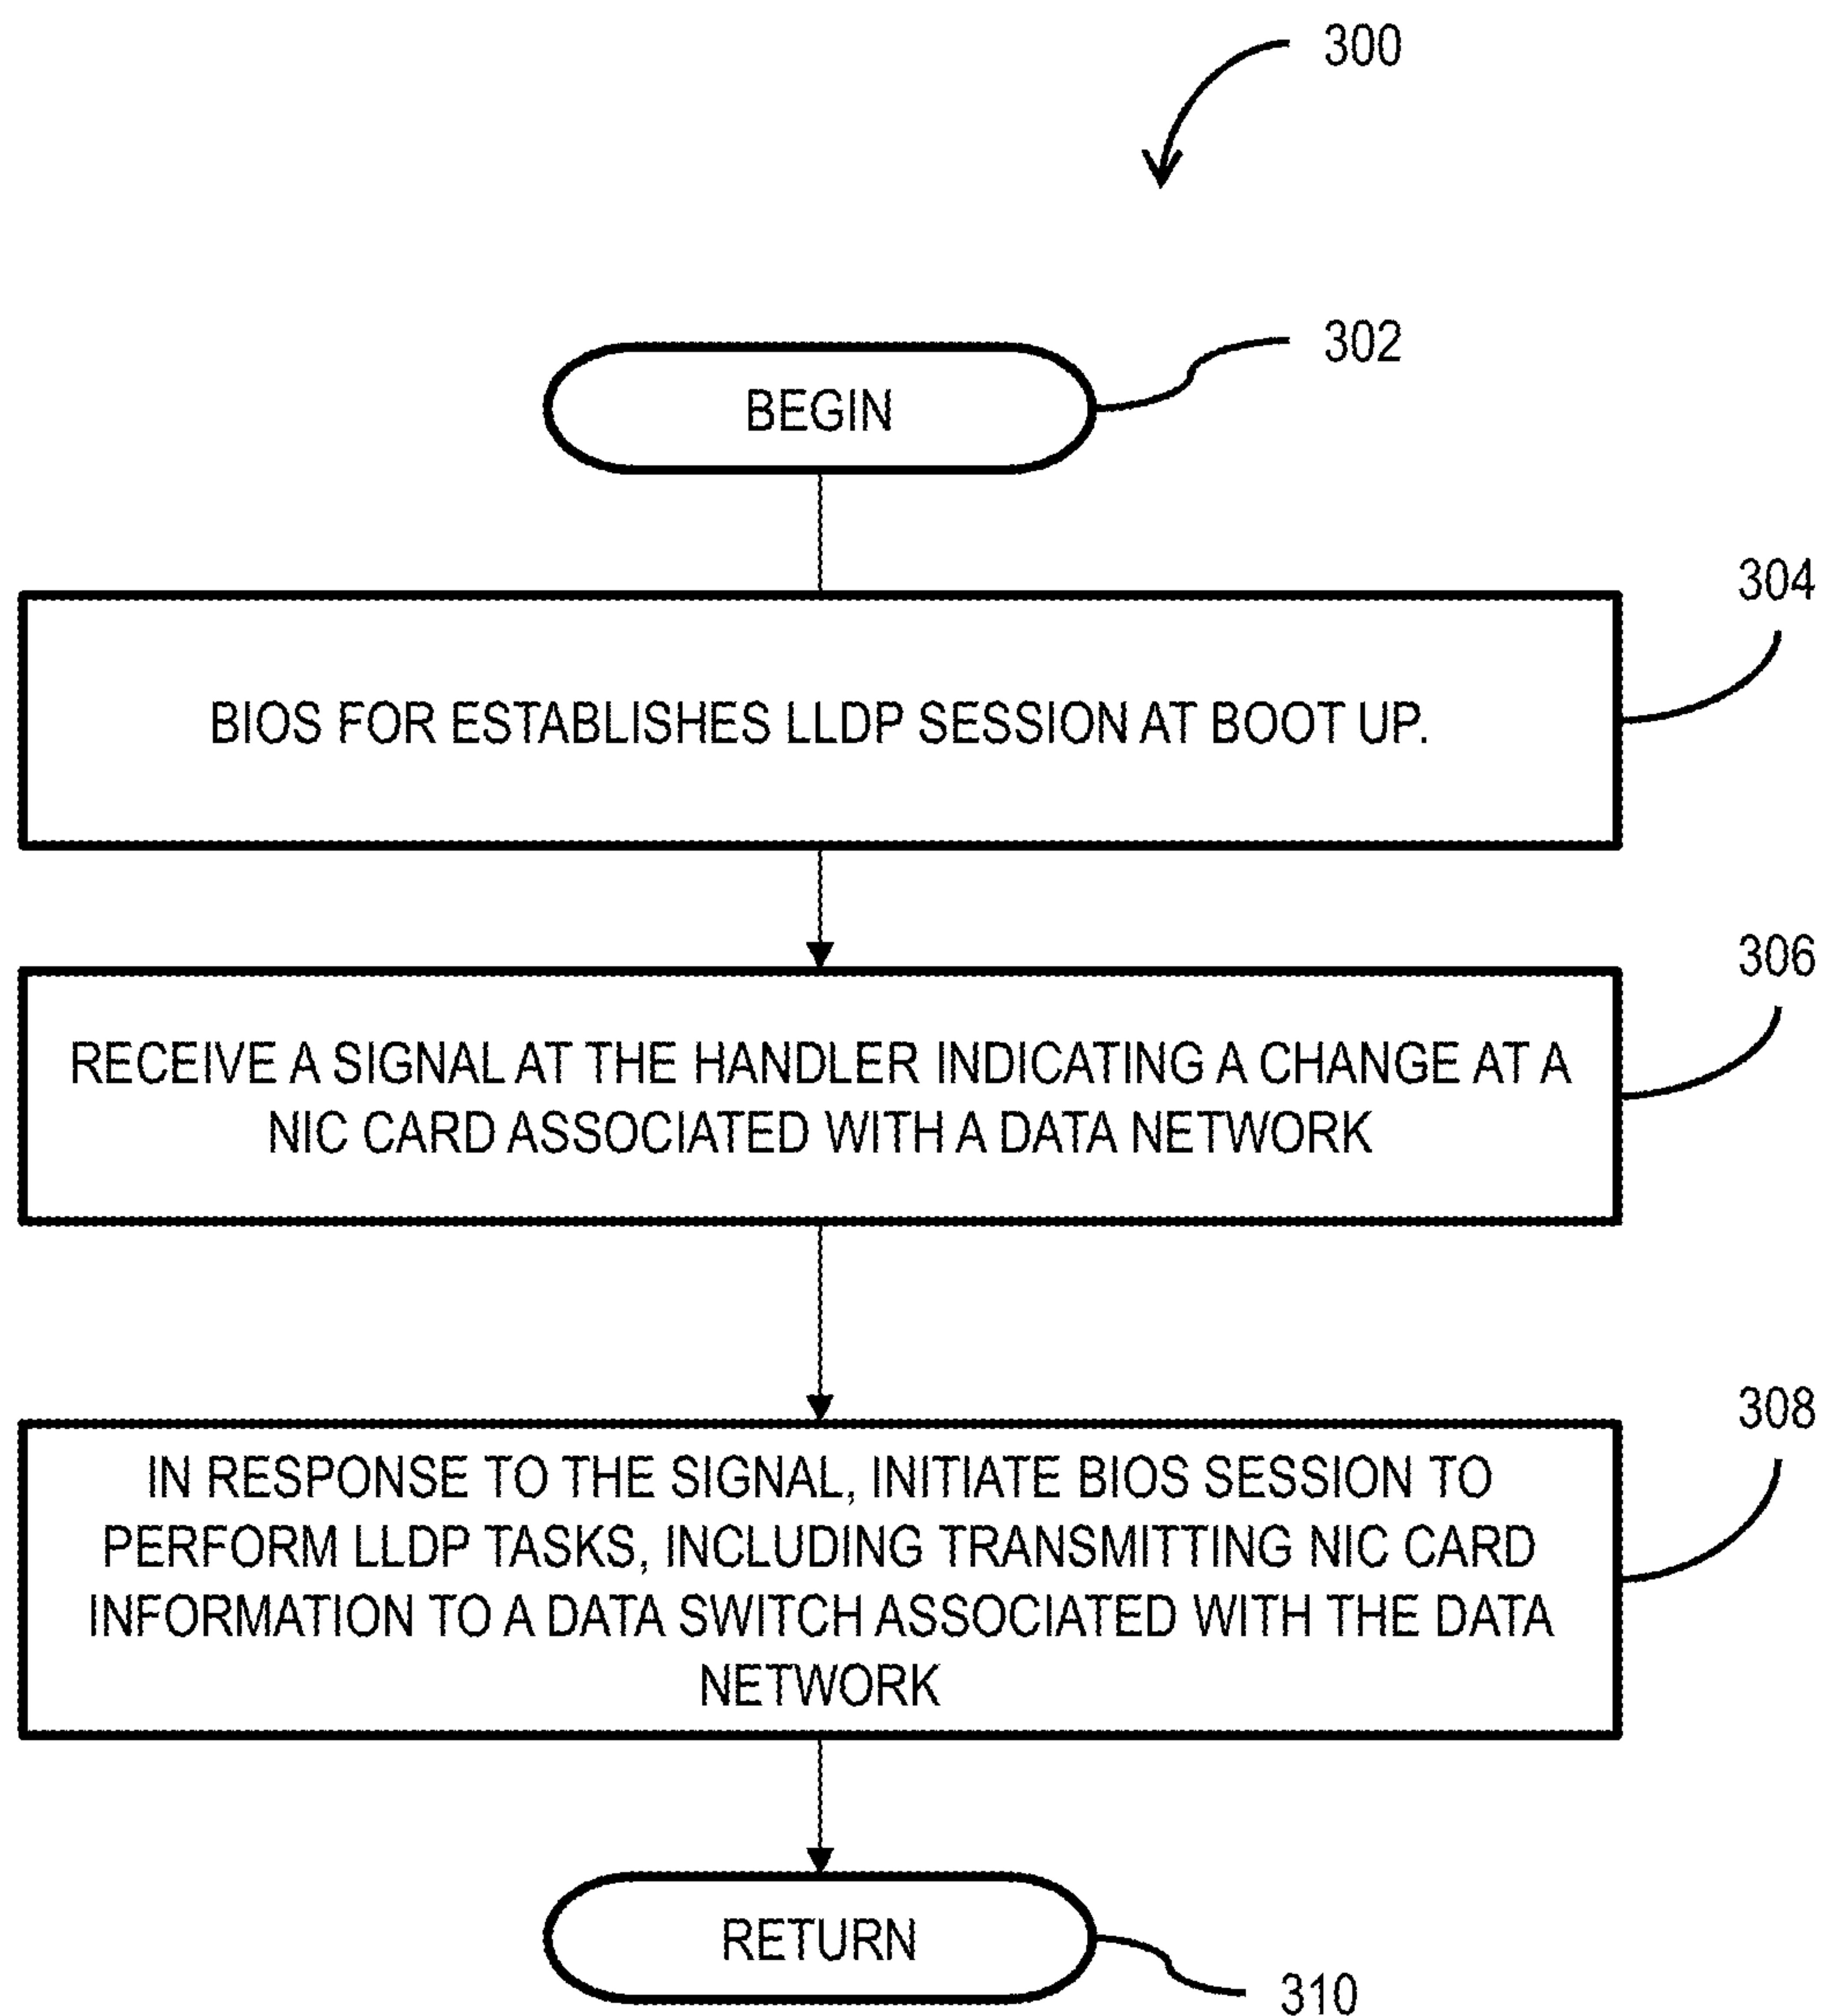 300
302
BEGIN
304
BIOS FOR ESTABLISHES LLDP SESSION AT BOOT UP.
306
RECEIVE A SIGNAL AT THE HANDLER INDICATING A CHANGE AT A
NIC CARD ASSOCIATED WITH A DATA NETWORK
308
IN RESPONSE TO THE SIGNAL, INITIATE BIOS SESSION TO
PERFORM LLDP TASKS, INCLUDING TRANSMITTING NIC CARD
INFORMATION TO A DATA SWITCH ASSOCIATED WITH THE DATA
NETWORK
RETURN
310